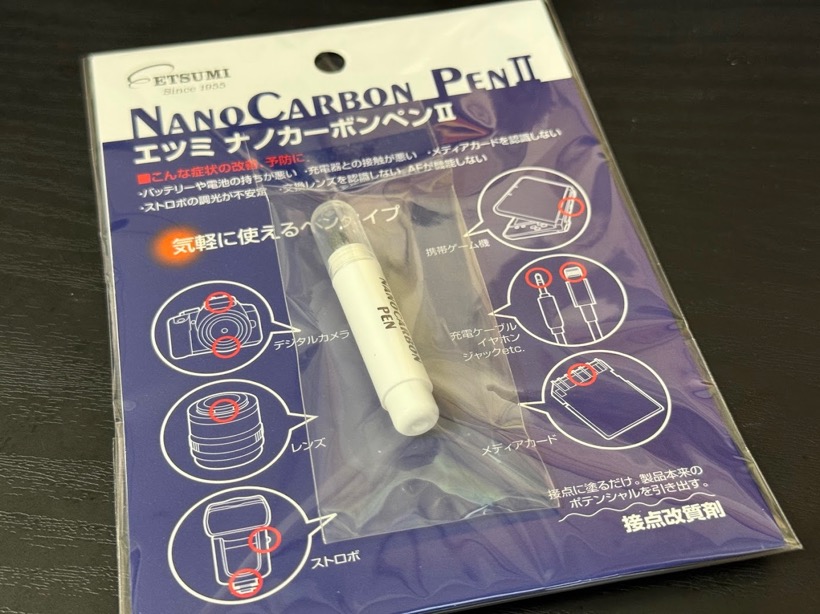 ETSUMI
Since 1955
NANOCARBON PEN II
エツミ ナノカーボンペンⅡ
■こんな症状の改善、予防に。
・バッテリーや電池の持ちが悪い ・充電器との接触が悪い ・メディアカードを認識しない
・ストロボの調光が不安定 ・交換レンズを認識しない、AFが機能しない
気軽に使えるペンタイプ
携帯ゲーム機
NANOCARBON
PEN
デジタルカメラ
充電ケーブル
イヤホン
ジャックetc.
レンズ
メディアカード
ストロボ
接点に塗るだけ。製品本来の
ポテンシャルを引き出す。
接点改質剤